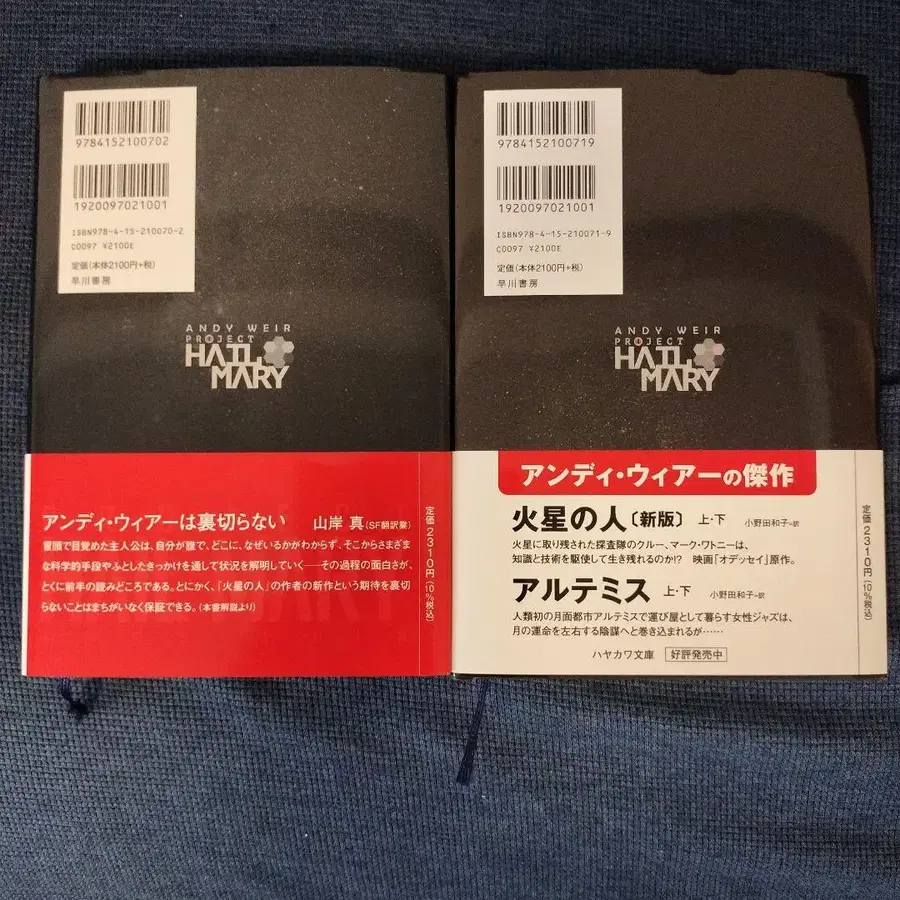 9784152100702
1920097021001
ISBN978-4-15-210070-2
C0097 ¥2100E
定価(本体2100円+税)
早川書房
ANDY WEIR
PROJECT
HAIL
MARY
アンディ・ウィアーは裏切らない 山岸 真(SF翻訳業)
冒頭で目覚めた主人公は、自分が誰で、どこに、なぜいるかがわからず、そこからさまざま
な科学的手段やふとしたきっかけを通して状況を解明していく——その過程の面白さが、
とくに前半の読みどころである。とにかく、『火星の人』の作者の新作という期待を裏切
らないことはまちがいなく保証できる。(本書解説より)
定価2310円(10%税込)
9784152100719
1920097021001
ISBN978-4-15-210071-9
C0097 ¥2100E
定価(本体2100円+税)
早川書房
ANDY WEIR
PROJECT
HAIL
MARY
アンディ・ウィアーの傑作
火星の人〔新版〕 上・下 小野田和子=訳
火星に取り残された探査隊のクルー、マーク・ワトニーは、
知識と技術を駆使して生き残れるのか!? 映画「オデッセイ」原作。
アルテミス 上・下 小野田和子=訳
人類初の月面都市アルテミスで運び屋として暮らす女性ジャズは、
月の運命を左右する陰謀へと巻き込まれるが……
ハヤカワ文庫 好評発売中
定価2310円(10%税込)